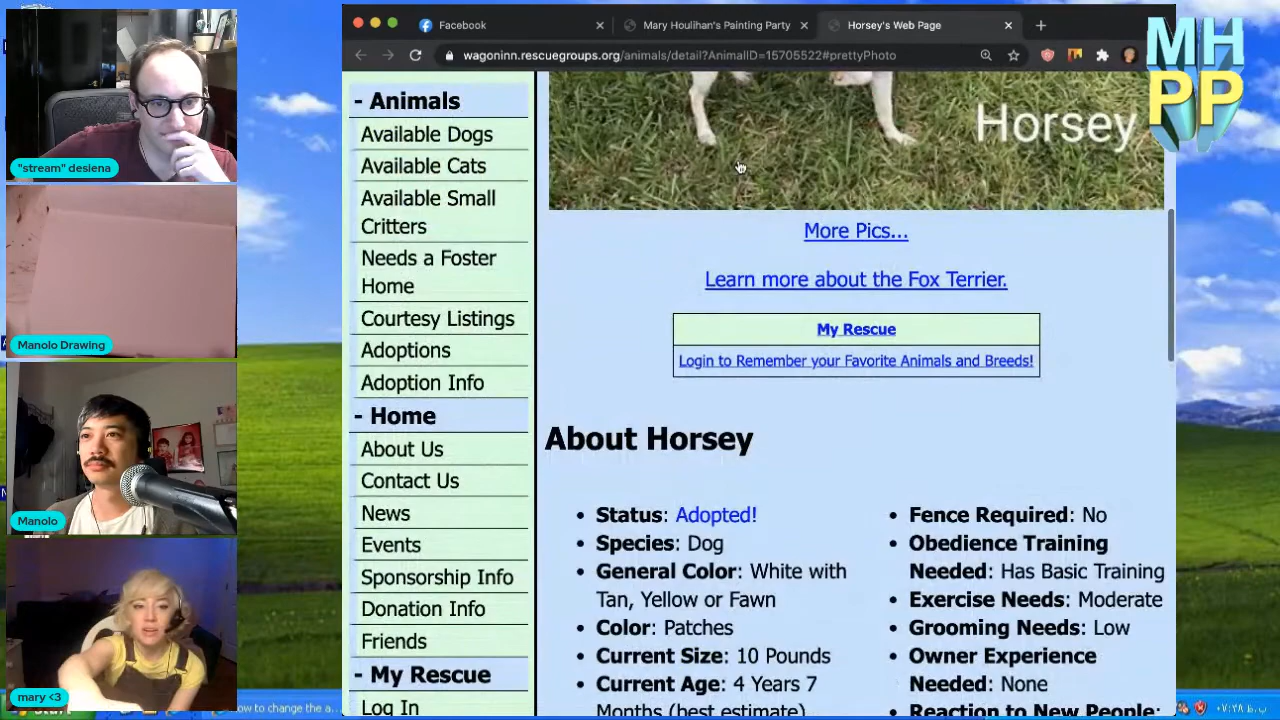 Facebook
Mary Houlihan's Painting Party
Horsey's Web Page
wagoninn.rescuegroups.org/animals/detail?AnimalID=15705522#prettyPhoto
MH
PP
"stream" desiena
Manolo Drawing
Manolo
mary <3
- Animals
Available Dogs
Available Cats
Available Small
Critters
Needs a Foster
Home
Courtesy Listings
Adoptions
Adoption Info
- Home
About Us
Contact Us
News
Events
Sponsorship Info
Donation Info
Friends
- My Rescue
Log In
Horsey
More Pics...
Learn more about the Fox Terrier.
My Rescue
Login to Remember your Favorite Animals and Breeds!
About Horsey
• Status: Adopted!
• Species: Dog
• General Color: White with
Tan, Yellow or Fawn
• Color: Patches
• Current Size: 10 Pounds
• Current Age: 4 Years 7
Months (best estimate)
• Fence Required: No
• Obedience Training
Needed: Has Basic Training
• Exercise Needs: Moderate
• Grooming Needs: Low
• Owner Experience
Needed: None
• Reaction to New People:
how to change the a...